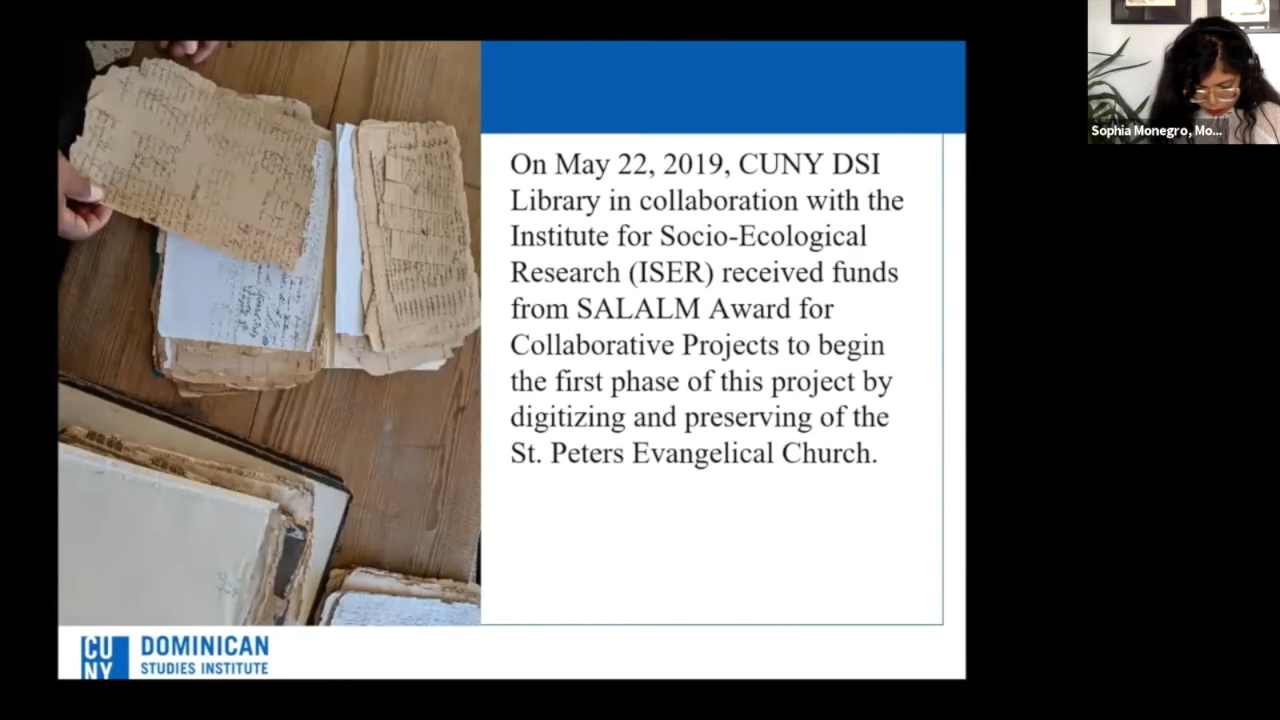 On May 22, 2019, CUNY DSI
Library in collaboration with the
Institute for Socio-Ecological
Research (ISER) received funds
from SALALM Award for
Collaborative Projects to begin
the first phase of this project by
digitizing and preserving of the
St. Peters Evangelical Church.
CU
NY
DOMINICAN
STUDIES INSTITUTE
Sophia Monegro, Mo...